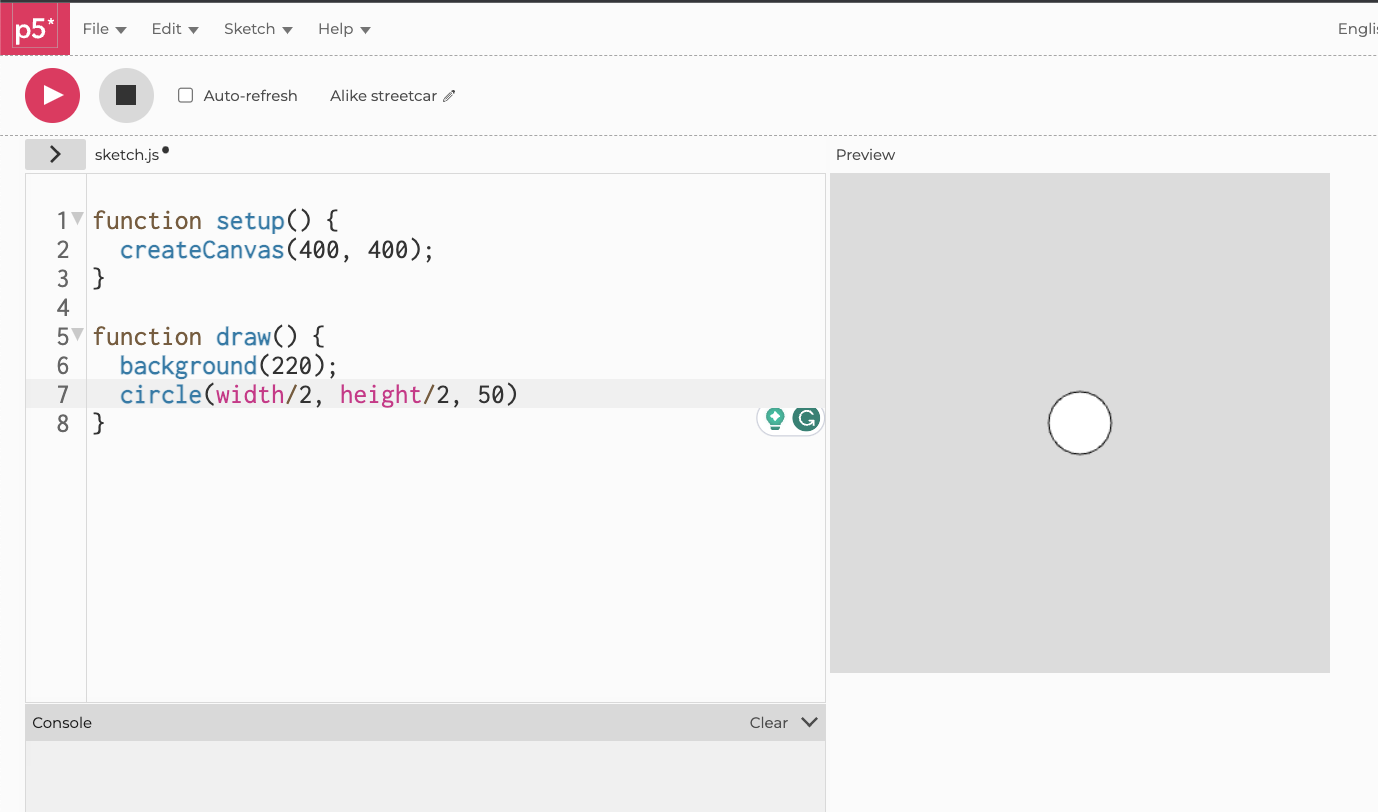 p5*
File
Edit
Sketch
Help
Auto-refresh
Alike streetcar
sketch.js
Preview
1 function setup() {
2   createCanvas(400, 400);
3 }
4
5 function draw() {
6   background(220);
7   circle(width/2, height/2, 50)
8 }
Console
Clear